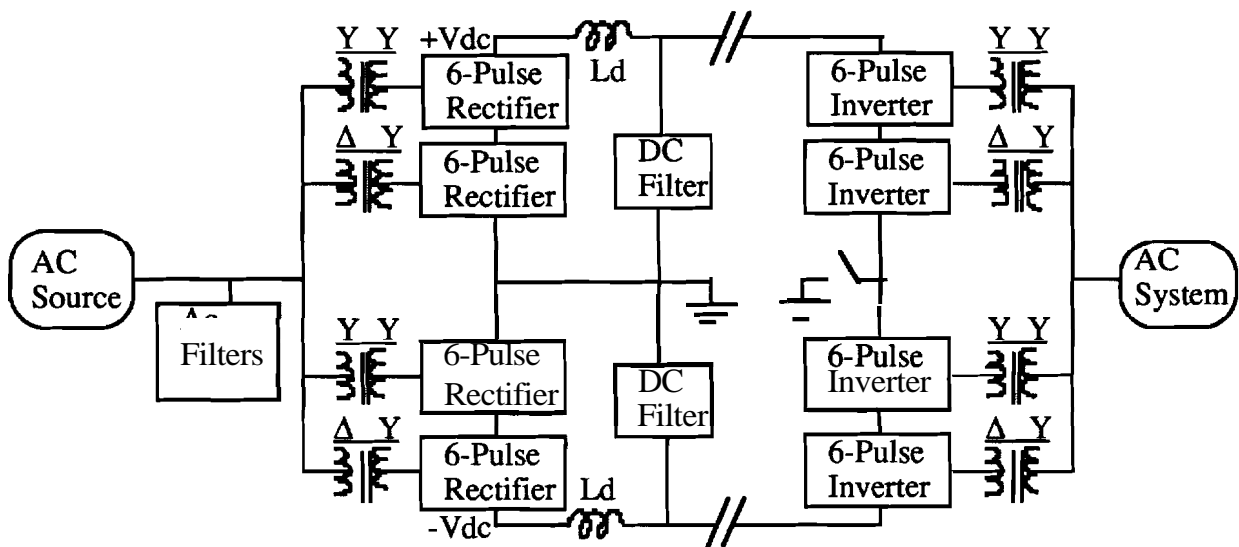 Y Y
+Vdc
Ld
Y Y
6-Pulse
Rectifier
6-Pulse
Inverter
Δ Y
6-Pulse
Rectifier
DC
Filter
6-Pulse
Inverter
Δ Y
AC
Source
AC
System
Filters
Y Y
6-Pulse
Rectifier
DC
Filter
6-Pulse
Inverter
Y Y
Δ Y
6-Pulse
Rectifier
Ld
6-Pulse
Inverter
Δ Y
-Vdc